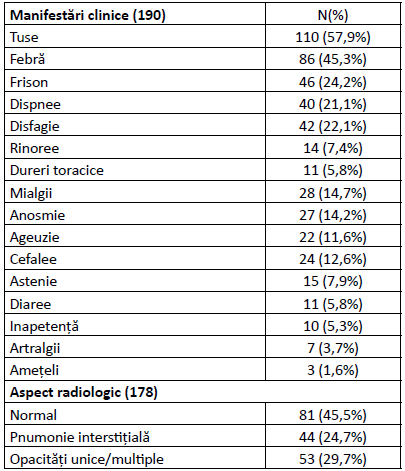 Manifestări clinice (190) N(%)
Tuse 110 (57,9%)
Febră 86 (45,3%)
Frison 46 (24,2%)
Dispnee 40 (21,1%)
Disfagie 42 (22,1%)
Rinoree 14 (7,4%)
Dureri toracice 11 (5,8%)
Mialgii 28 (14,7%)
Anosmie 27 (14,2%)
Ageuzie 22 (11,6%)
Cefalee 24 (12,6%)
Astenie 15 (7,9%)
Diaree 11 (5,8%)
Inapetență 10 (5,3%)
Artralgii 7 (3,7%)
Amețeli 3 (1,6%)
Aspect radiologic (178)
Normal 81 (45,5%)
Pnumonie interstițială 44 (24,7%)
Opacități unice/multiple 53 (29,7%)